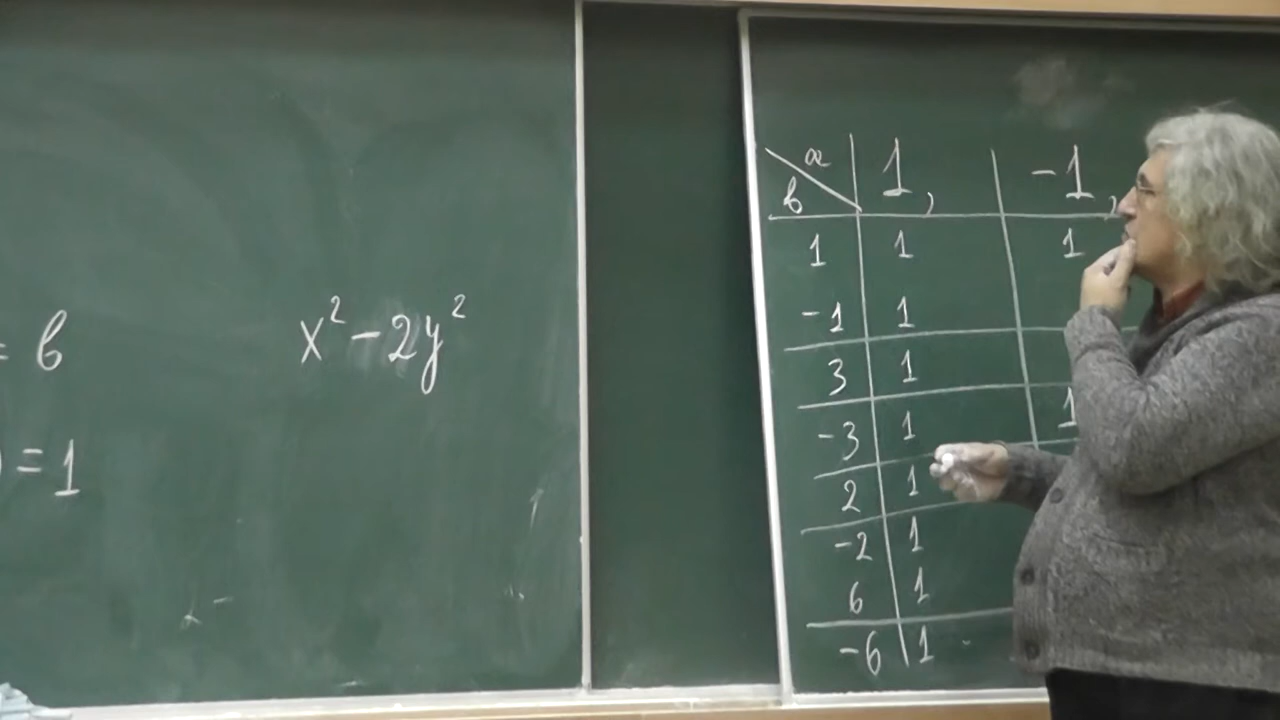 = b
x² - 2y²
) = 1
a 1, -1,
b
1 1 1
-1 1
3 1
-3 1 1
2 1
-2 1
6 1
-6 1